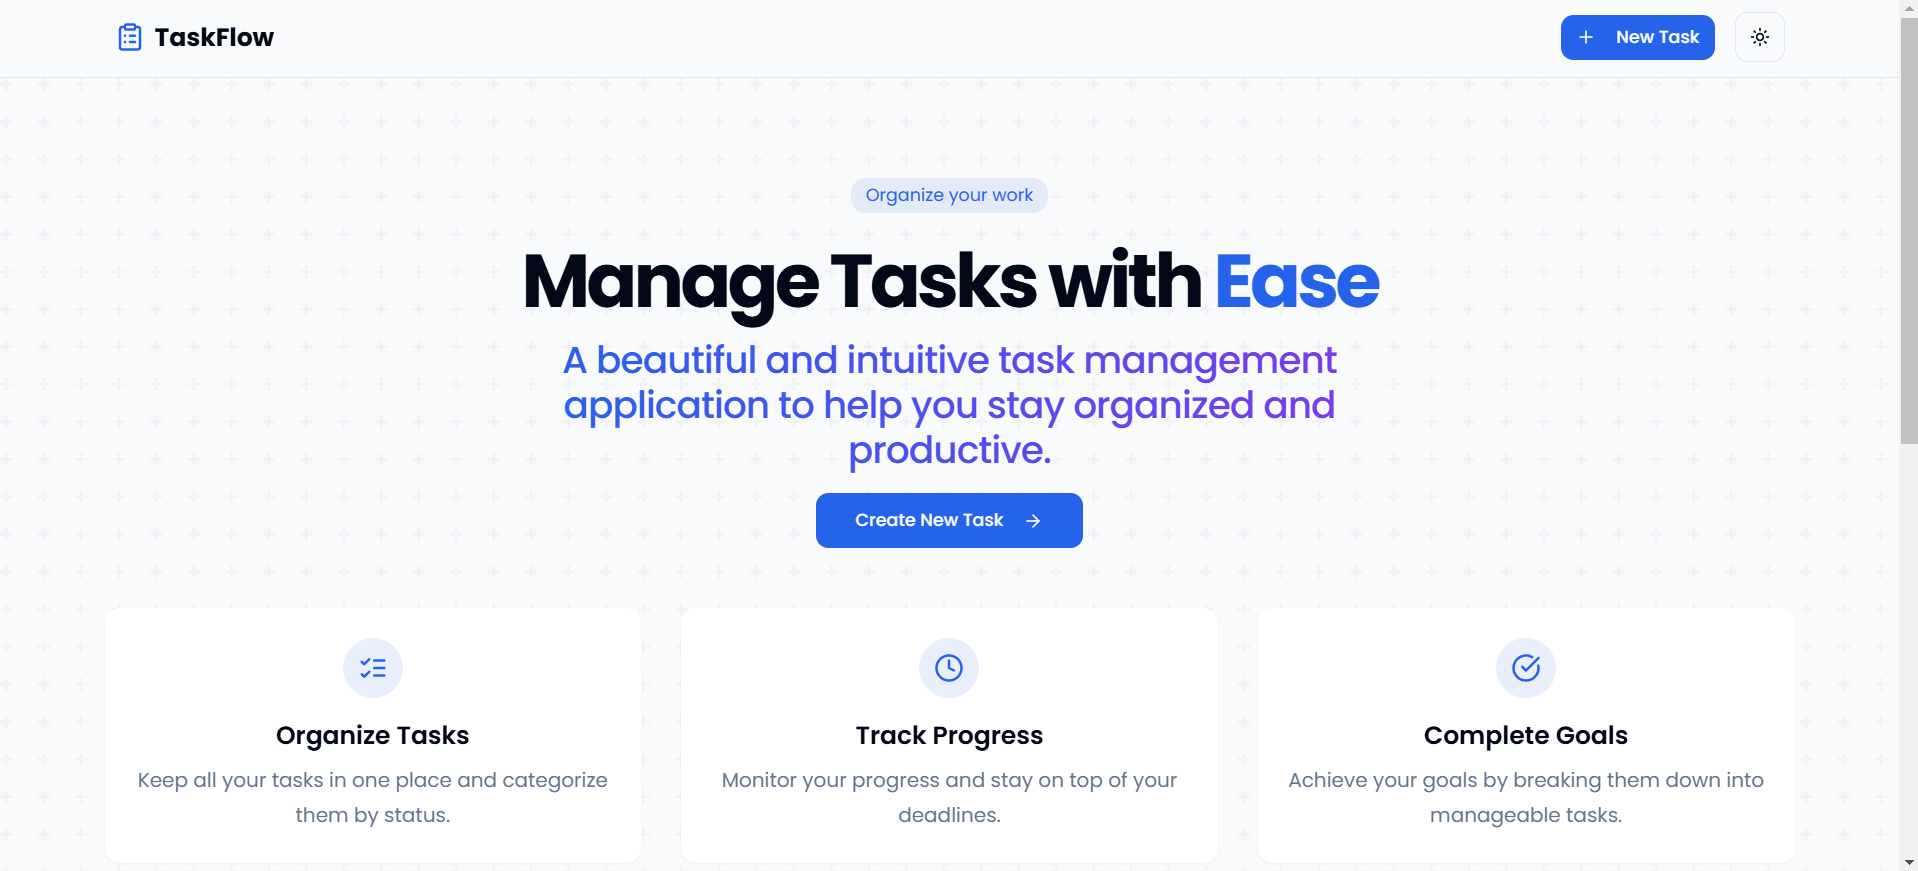 TaskFlow
New Task
Organize your work
Manage Tasks with Ease
A beautiful and intuitive task management
application to help you stay organized and
productive.
Create New Task
Organize Tasks
Keep all your tasks in one place and categorize
them by status.
Track Progress
Monitor your progress and stay on top of your
deadlines.
Complete Goals
Achieve your goals by breaking them down into
manageable tasks.